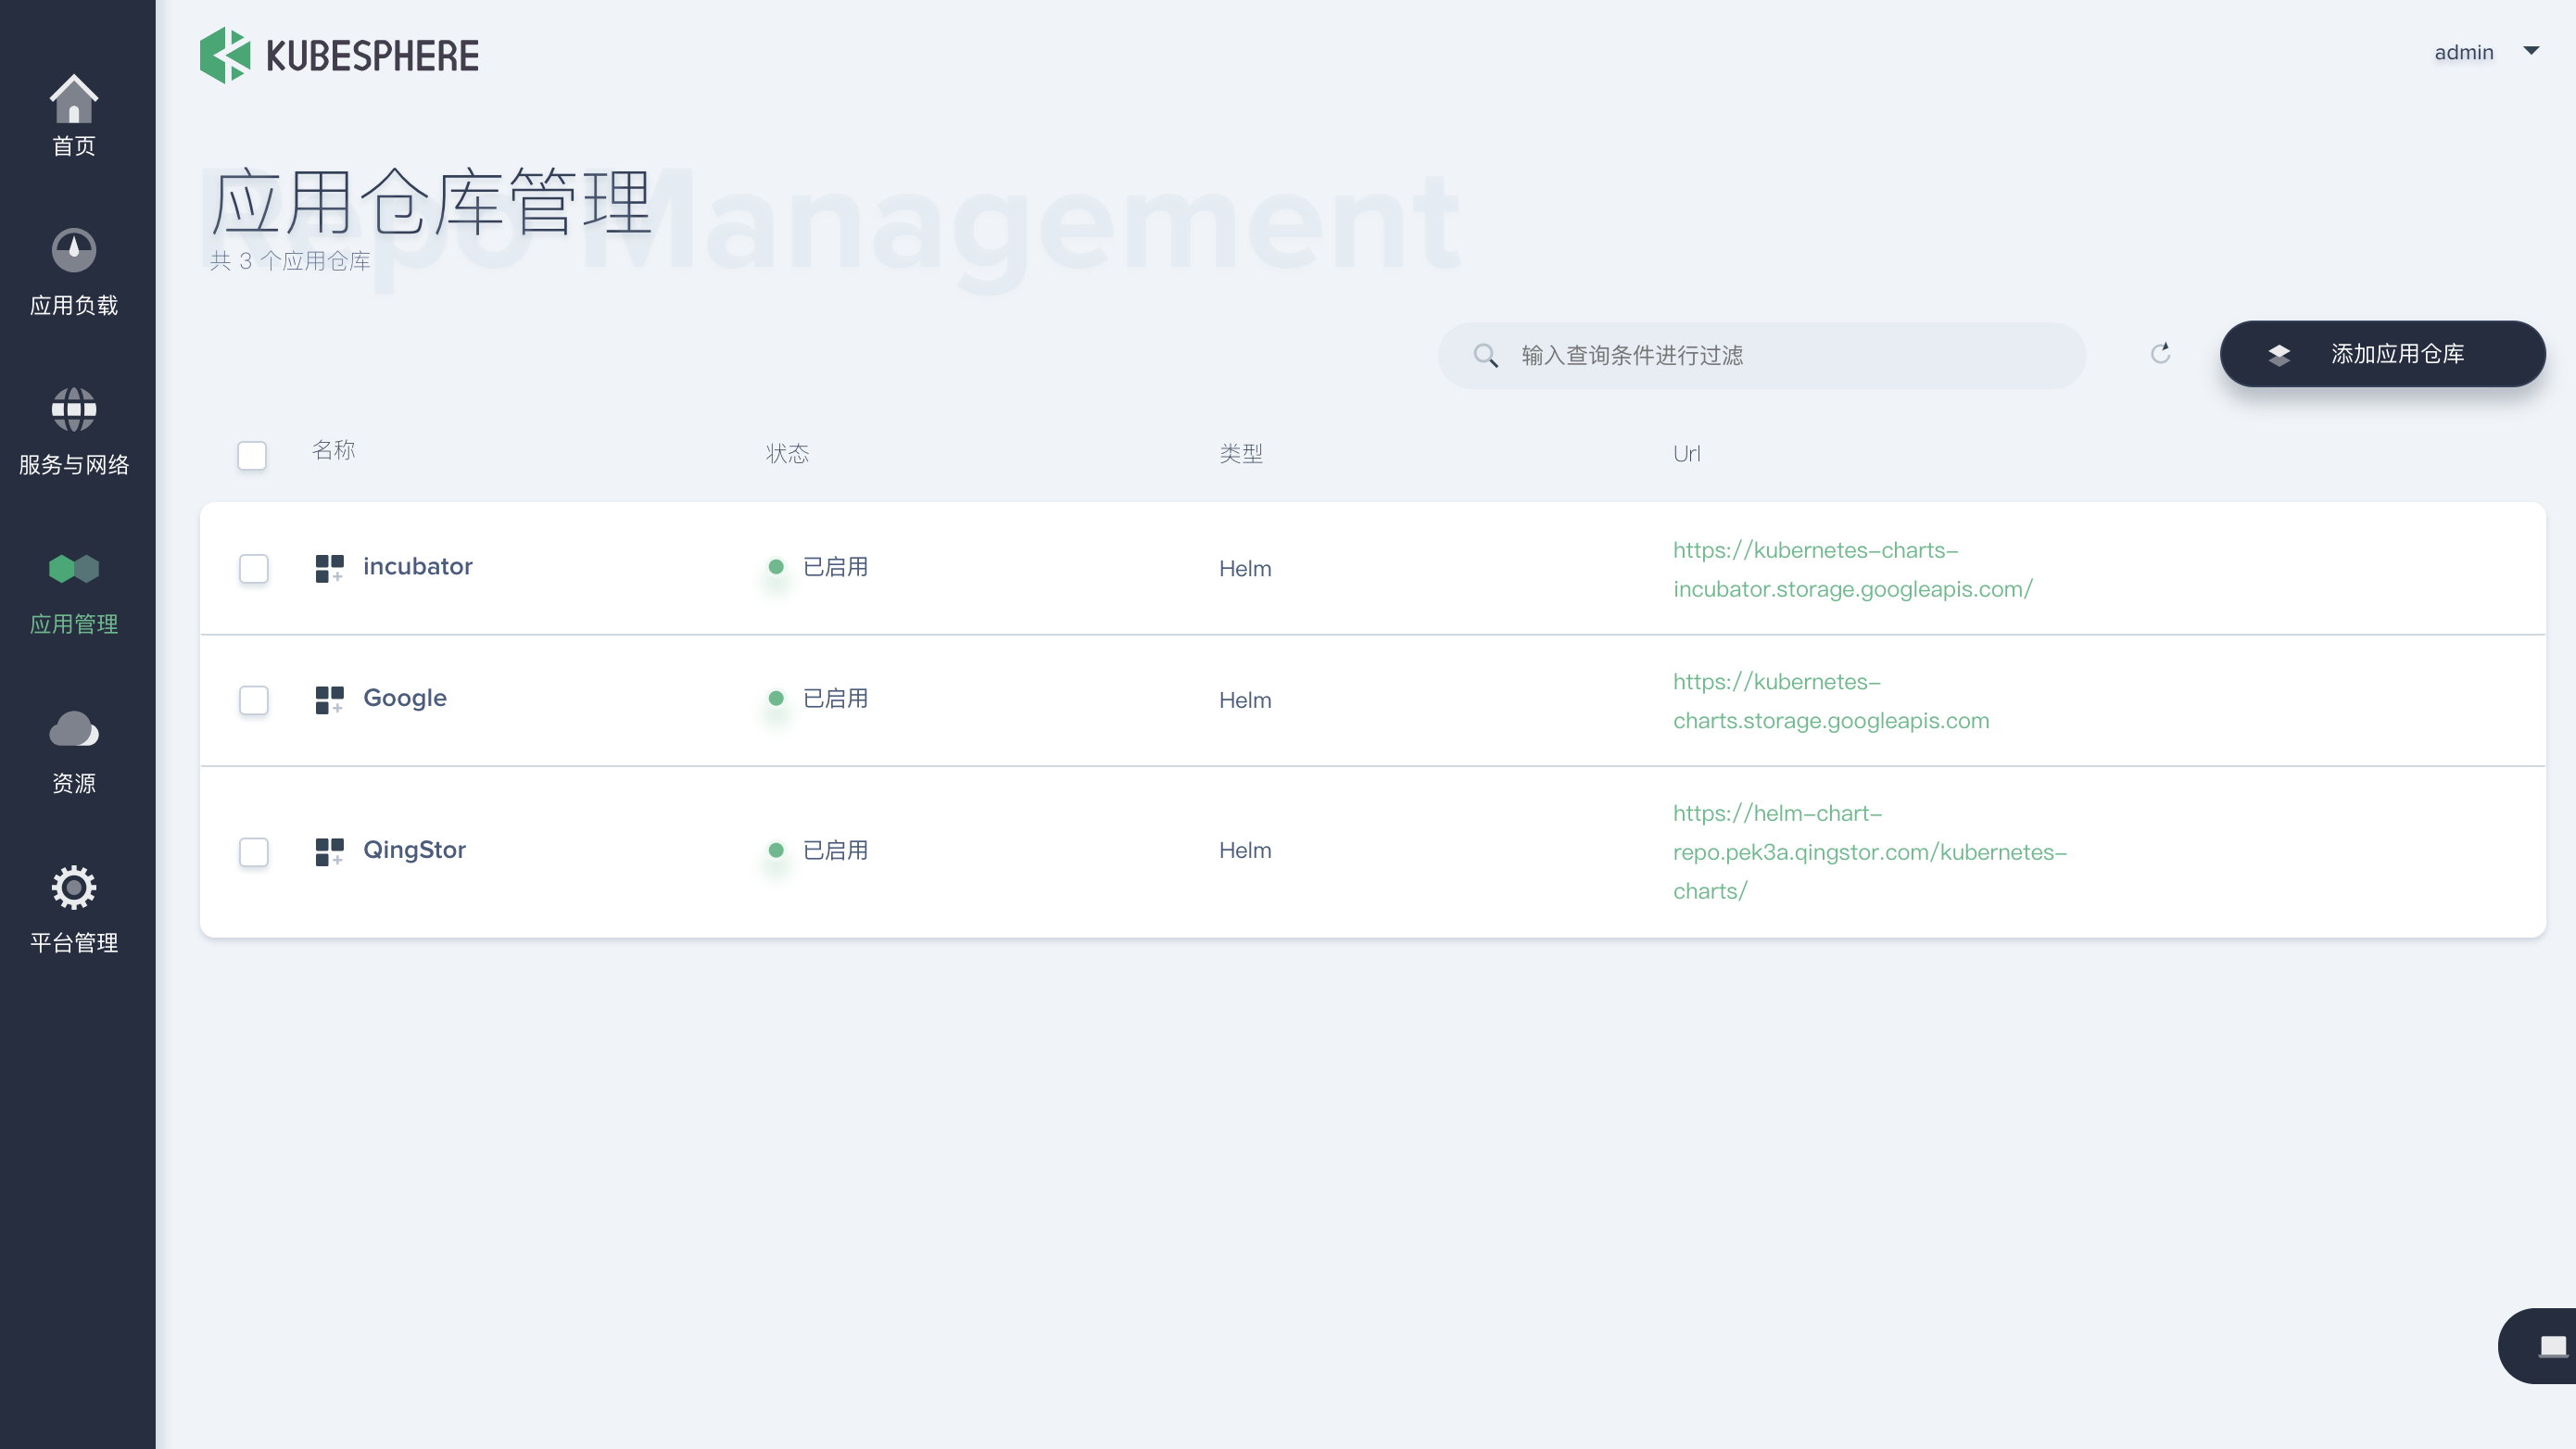 KUBESPHERE
admin
首页
应用负载
服务与网络
应用管理
资源
平台管理
Repo Management
应用仓库管理
共 3 个应用仓库
输入查询条件进行过滤
添加应用仓库
名称 状态 类型 Url
incubator 已启用 Helm https://kubernetes-charts-
incubator.storage.googleapis.com/
Google 已启用 Helm https://kubernetes-
charts.storage.googleapis.com
QingStor 已启用 Helm https://helm-chart-
repo.pek3a.qingstor.com/kubernetes-
charts/